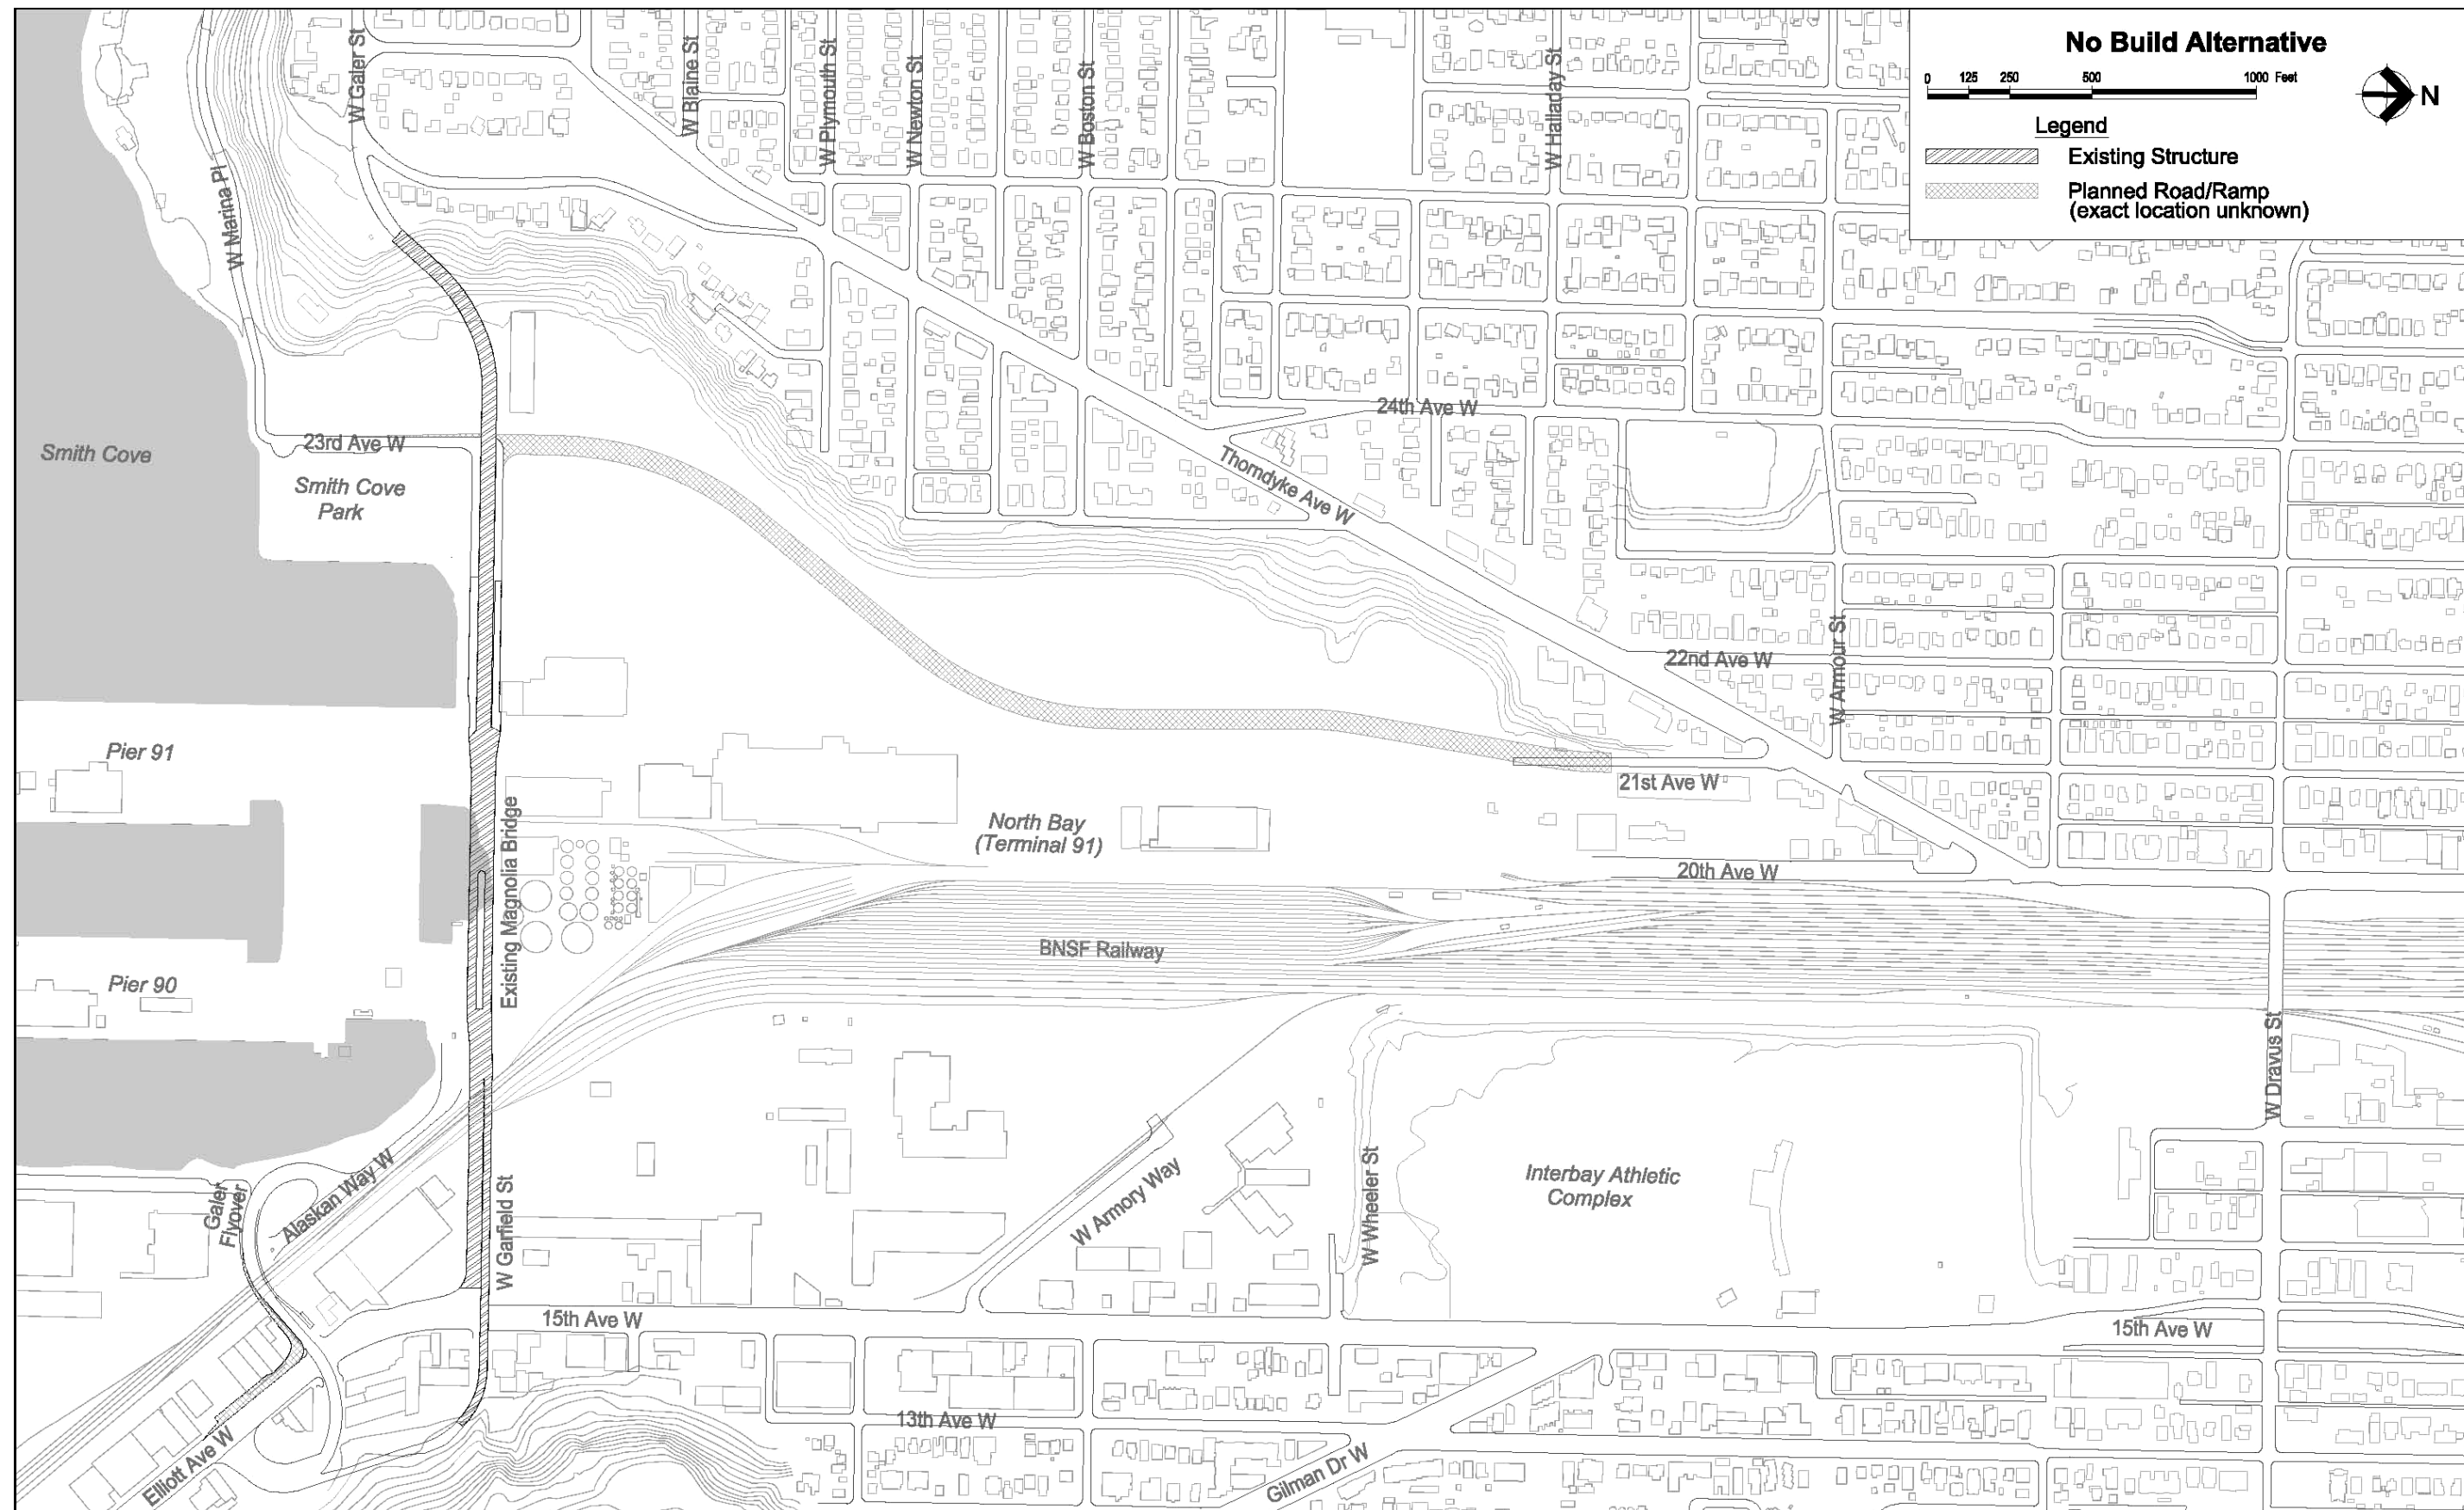 No Build Alternative
0 125 250 500 1000 Feet
N
Legend
Existing Structure
Planned Road/Ramp
(exact location unknown)
W Galer St
W Blaine St
W Plymouth St
W Newton St
W Boston St
W Halladay St
W Marina Pl
24th Ave W
Smith Cove
23rd Ave W
Smith Cove
Park
Thorndyke Ave W
22nd Ave W
W Armour St
Pier 91
21st Ave W
Existing Magnolia Bridge
North Bay
(Terminal 91)
20th Ave W
BNSF Railway
Pier 90
W Dravus St
Galer
Flyover
Alaskan Way W
W Garfield St
W Armory Way
W Wheeler St
Interbay Athletic
Complex
15th Ave W
15th Ave W
13th Ave W
Elliott Ave W
Gilman Dr W